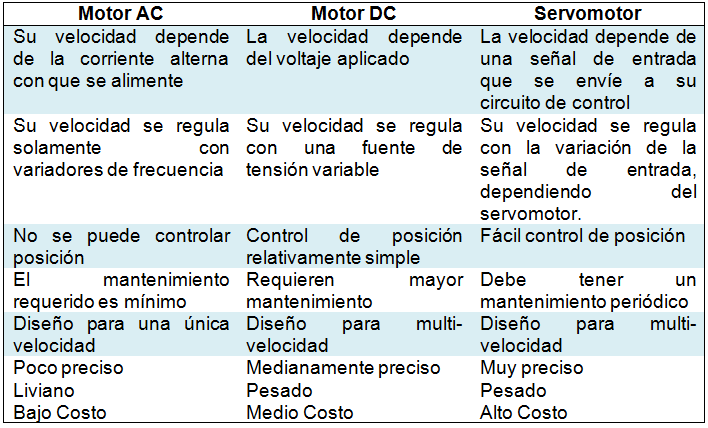 Motor AC Motor DC Servomotor
Su velocidad depende de la corriente alterna con que se alimente La velocidad depende del voltaje aplicado La velocidad depende de una señal de entrada que se envíe a su circuito de control
Su velocidad se regula solamente con variadores de frecuencia Su velocidad se regula con una fuente de tensión variable Su velocidad se regula con la variación de la señal de entrada, dependiendo del servomotor.
No se puede controlar posición Control de posición relativamente simple Fácil control de posición
El mantenimiento requerido es mínimo Requieren mayor mantenimiento Debe tener un mantenimiento periódico
Diseño para una única velocidad Diseño para multi-velocidad Diseño para multi-velocidad
Poco preciso Medianamente preciso Muy preciso
Liviano Pesado Pesado
Bajo Costo Medio Costo Alto Costo